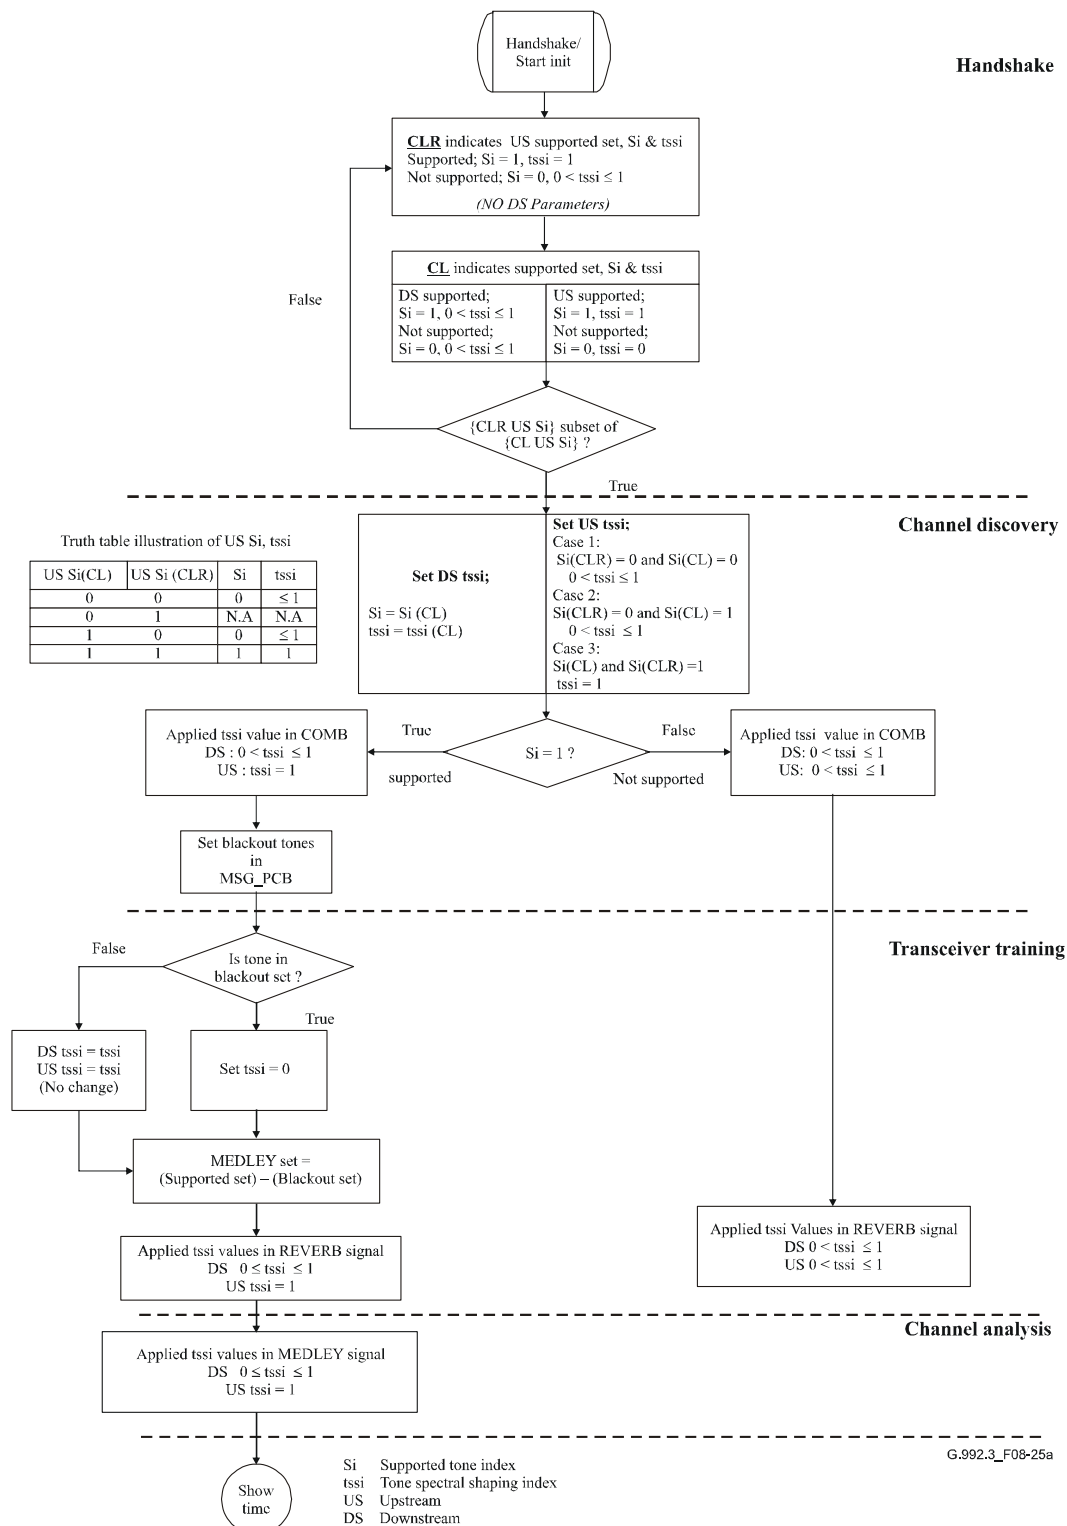 Handshake/
Start init
Handshake
CLR indicates US supported set, Si & tssi
Supported; Si = 1, tssi = 1
Not supported; Si = 0, 0 < tssi ≤ 1
(NO DS Parameters)
CL indicates supported set, Si & tssi
DS supported;
Si = 1, 0 < tssi ≤ 1
Not supported;
Si = 0, 0 < tssi ≤ 1
US supported;
Si = 1, tssi = 1
Not supported;
Si = 0, tssi = 0
False
{CLR US Si} subset of
{CL US Si} ?
True
Channel discovery
Truth table illustration of US Si, tssi
US Si(CL) US Si (CLR) Si tssi
0 0 0 ≤ 1
0 1 N.A N.A
1 0 0 ≤ 1
1 1 1 1
Set DS tssi;
Si = Si (CL)
tssi = tssi (CL)
Set US tssi;
Case 1:
Si(CLR) = 0 and Si(CL) = 0
0 < tssi ≤ 1
Case 2:
Si(CLR) = 0 and Si(CL) = 1
0 < tssi ≤ 1
Case 3:
Si(CL) and Si(CLR) =1
tssi = 1
Applied tssi value in COMB
DS : 0 < tssi ≤ 1
US : tssi = 1
True
supported
Si = 1 ?
False
Not supported
Applied tssi value in COMB
DS: 0 < tssi ≤ 1
US: 0 < tssi ≤ 1
Set blackout tones
in
MSG_PCB
Transceiver training
False
Is tone in
blackout set ?
True
DS tssi = tssi
US tssi = tssi
(No change)
Set tssi = 0
MEDLEY set =
(Supported set) – (Blackout set)
Applied tssi values in REVERB signal
DS 0 ≤ tssi ≤ 1
US tssi = 1
Applied tssi Values in REVERB signal
DS 0 < tssi ≤ 1
US 0 < tssi ≤ 1
Channel analysis
Applied tssi values in MEDLEY signal
DS 0 ≤ tssi ≤ 1
US tssi = 1
G.992.3_F08-25a
Show
time
Si Supported tone index
tssi Tone spectral shaping index
US Upstream
DS Downstream